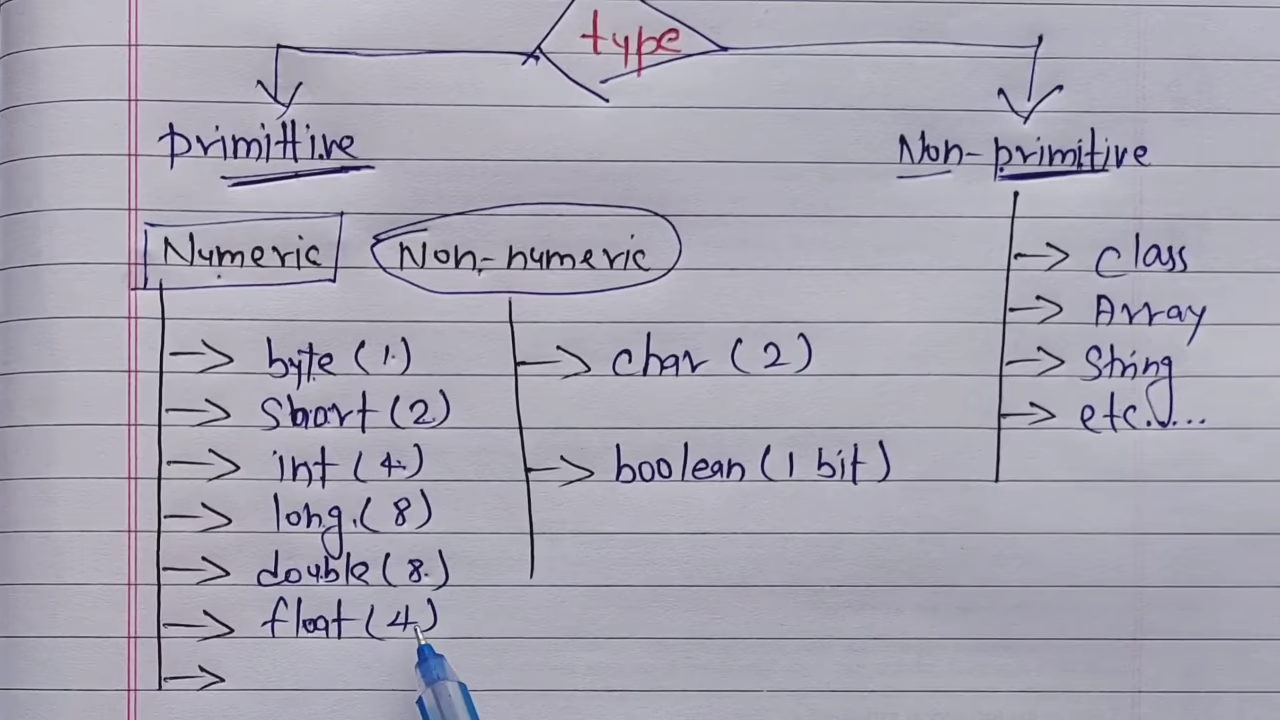 type
primittive
Non-primitive
Numeric
Non-numeric
byte (1)
short (2)
int (4)
long (8)
double (8)
float (4)
char (2)
boolean (1 bit)
class
Array
String
etc.....